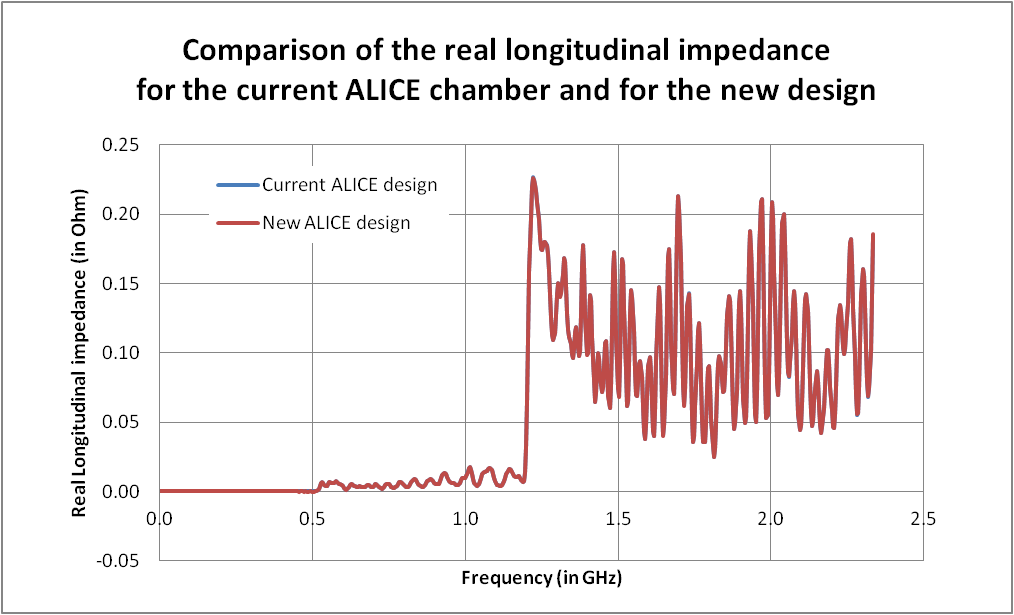 Comparison of the real longitudinal impedance
for the current ALICE chamber and for the new design
0.25
0.20
0.15
0.10
0.05
0.00
-0.05
Real Longitudinal impedance (in Ohm)
Current ALICE design
New ALICE design
0.0 0.5 1.0 1.5 2.0 2.5
Frequency (in GHz)